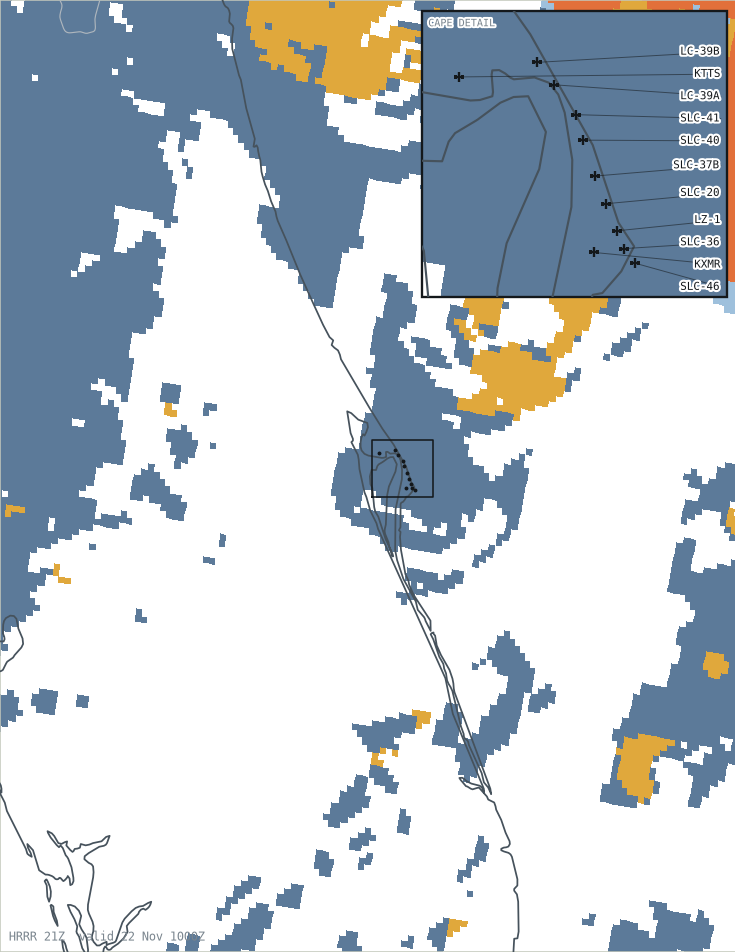 CAPE DETAIL
LC-39B
KTTS
LC-39A
SLC-41
SLC-40
SLC-37B
SLC-20
LZ-1
SLC-36
KXMR
SLC-46
HRRR 21Z valid 22 Nov 1000Z